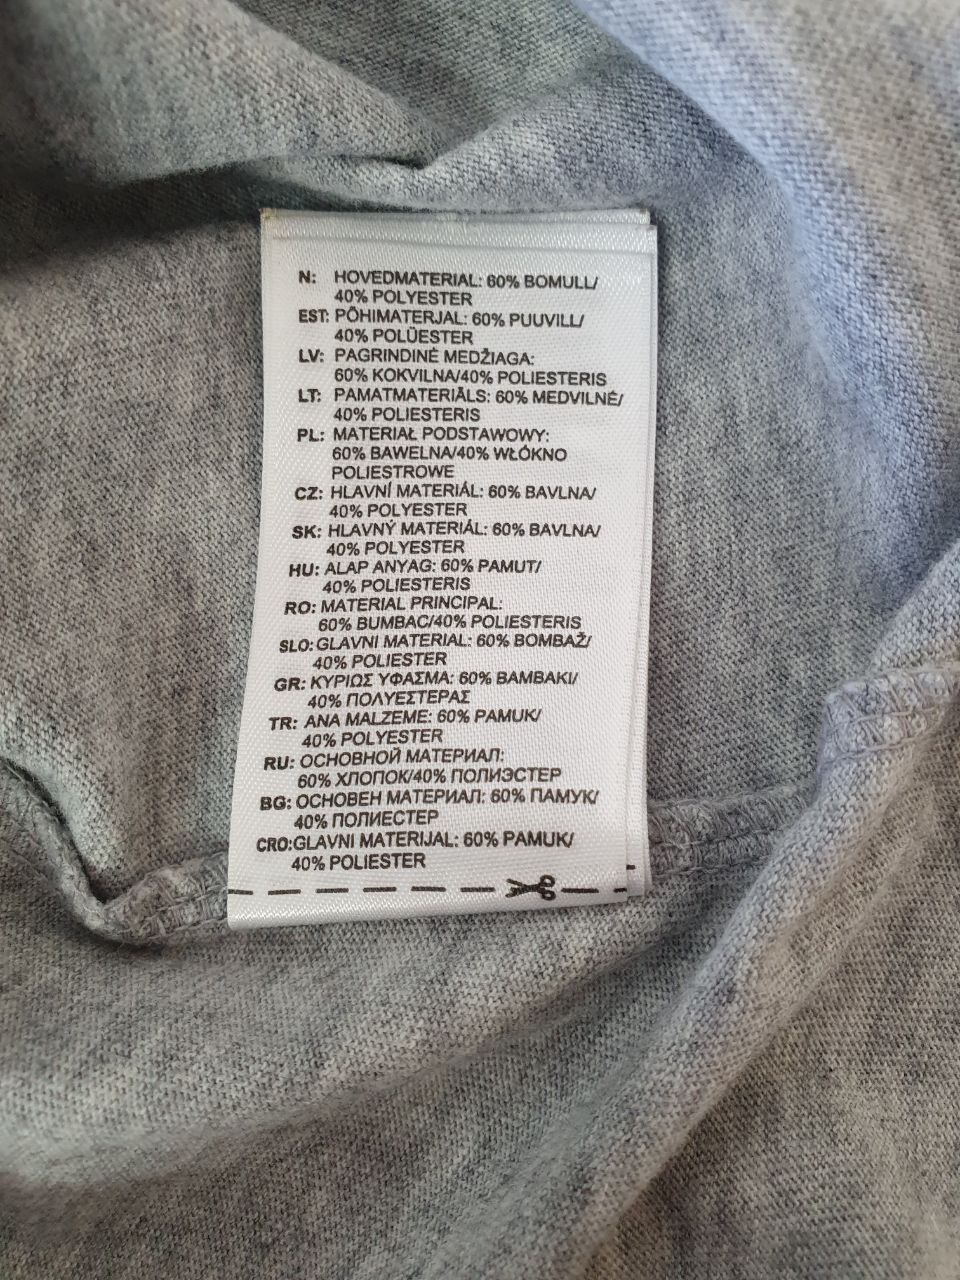 N: HOVEDMATERIAL: 60% BOMULL/
40% POLYESTER
EST: PÕHIMATERJAL: 60% PUUVILL/
40% POLÜESTER
LV: PAGRINDINĖ MEDŽIAGA:
60% KOKVILNA/40% POLIESTERIS
LT: PAMATMATERIĀLS: 60% MEDVILNĖ/
40% POLIESTERIS
PL: MATERIAŁ PODSTAWOWY:
60% BAWEŁNA/40% WŁÓKNO
POLIESTROWE
CZ: HLAVNÍ MATERIÁL: 60% BAVLNA/
40% POLYESTER
SK: HLAVNÝ MATERIÁL: 60% BAVLNA/
40% POLYESTER
HU: ALAP ANYAG: 60% PAMUT/
40% POLIESTERIS
RO: MATERIAL PRINCIPAL:
60% BUMBAC/40% POLIESTERIS
SLO: GLAVNI MATERIAL: 60% BOMBAŽ/
40% POLIESTER
GR: ΚΥΡΙΩΣ ΥΦΑΣΜΑ: 60% BAMBAKI/
40% ΠΟΛΥΕΣΤΕΡΑΣ
TR: ANA MALZEME: 60% PAMUK/
40% POLYESTER
RU: ОСНОВНОЙ МАТЕРИАЛ:
60% ХЛОПОК/40% ПОЛИЭСТЕР
BG: ОСНОВЕН МАТЕРИАЛ: 60% ПАМУК/
40% ПОЛИЕСТЕР
CRO: GLAVNI MATERIJAL: 60% PAMUK/
40% POLIESTER